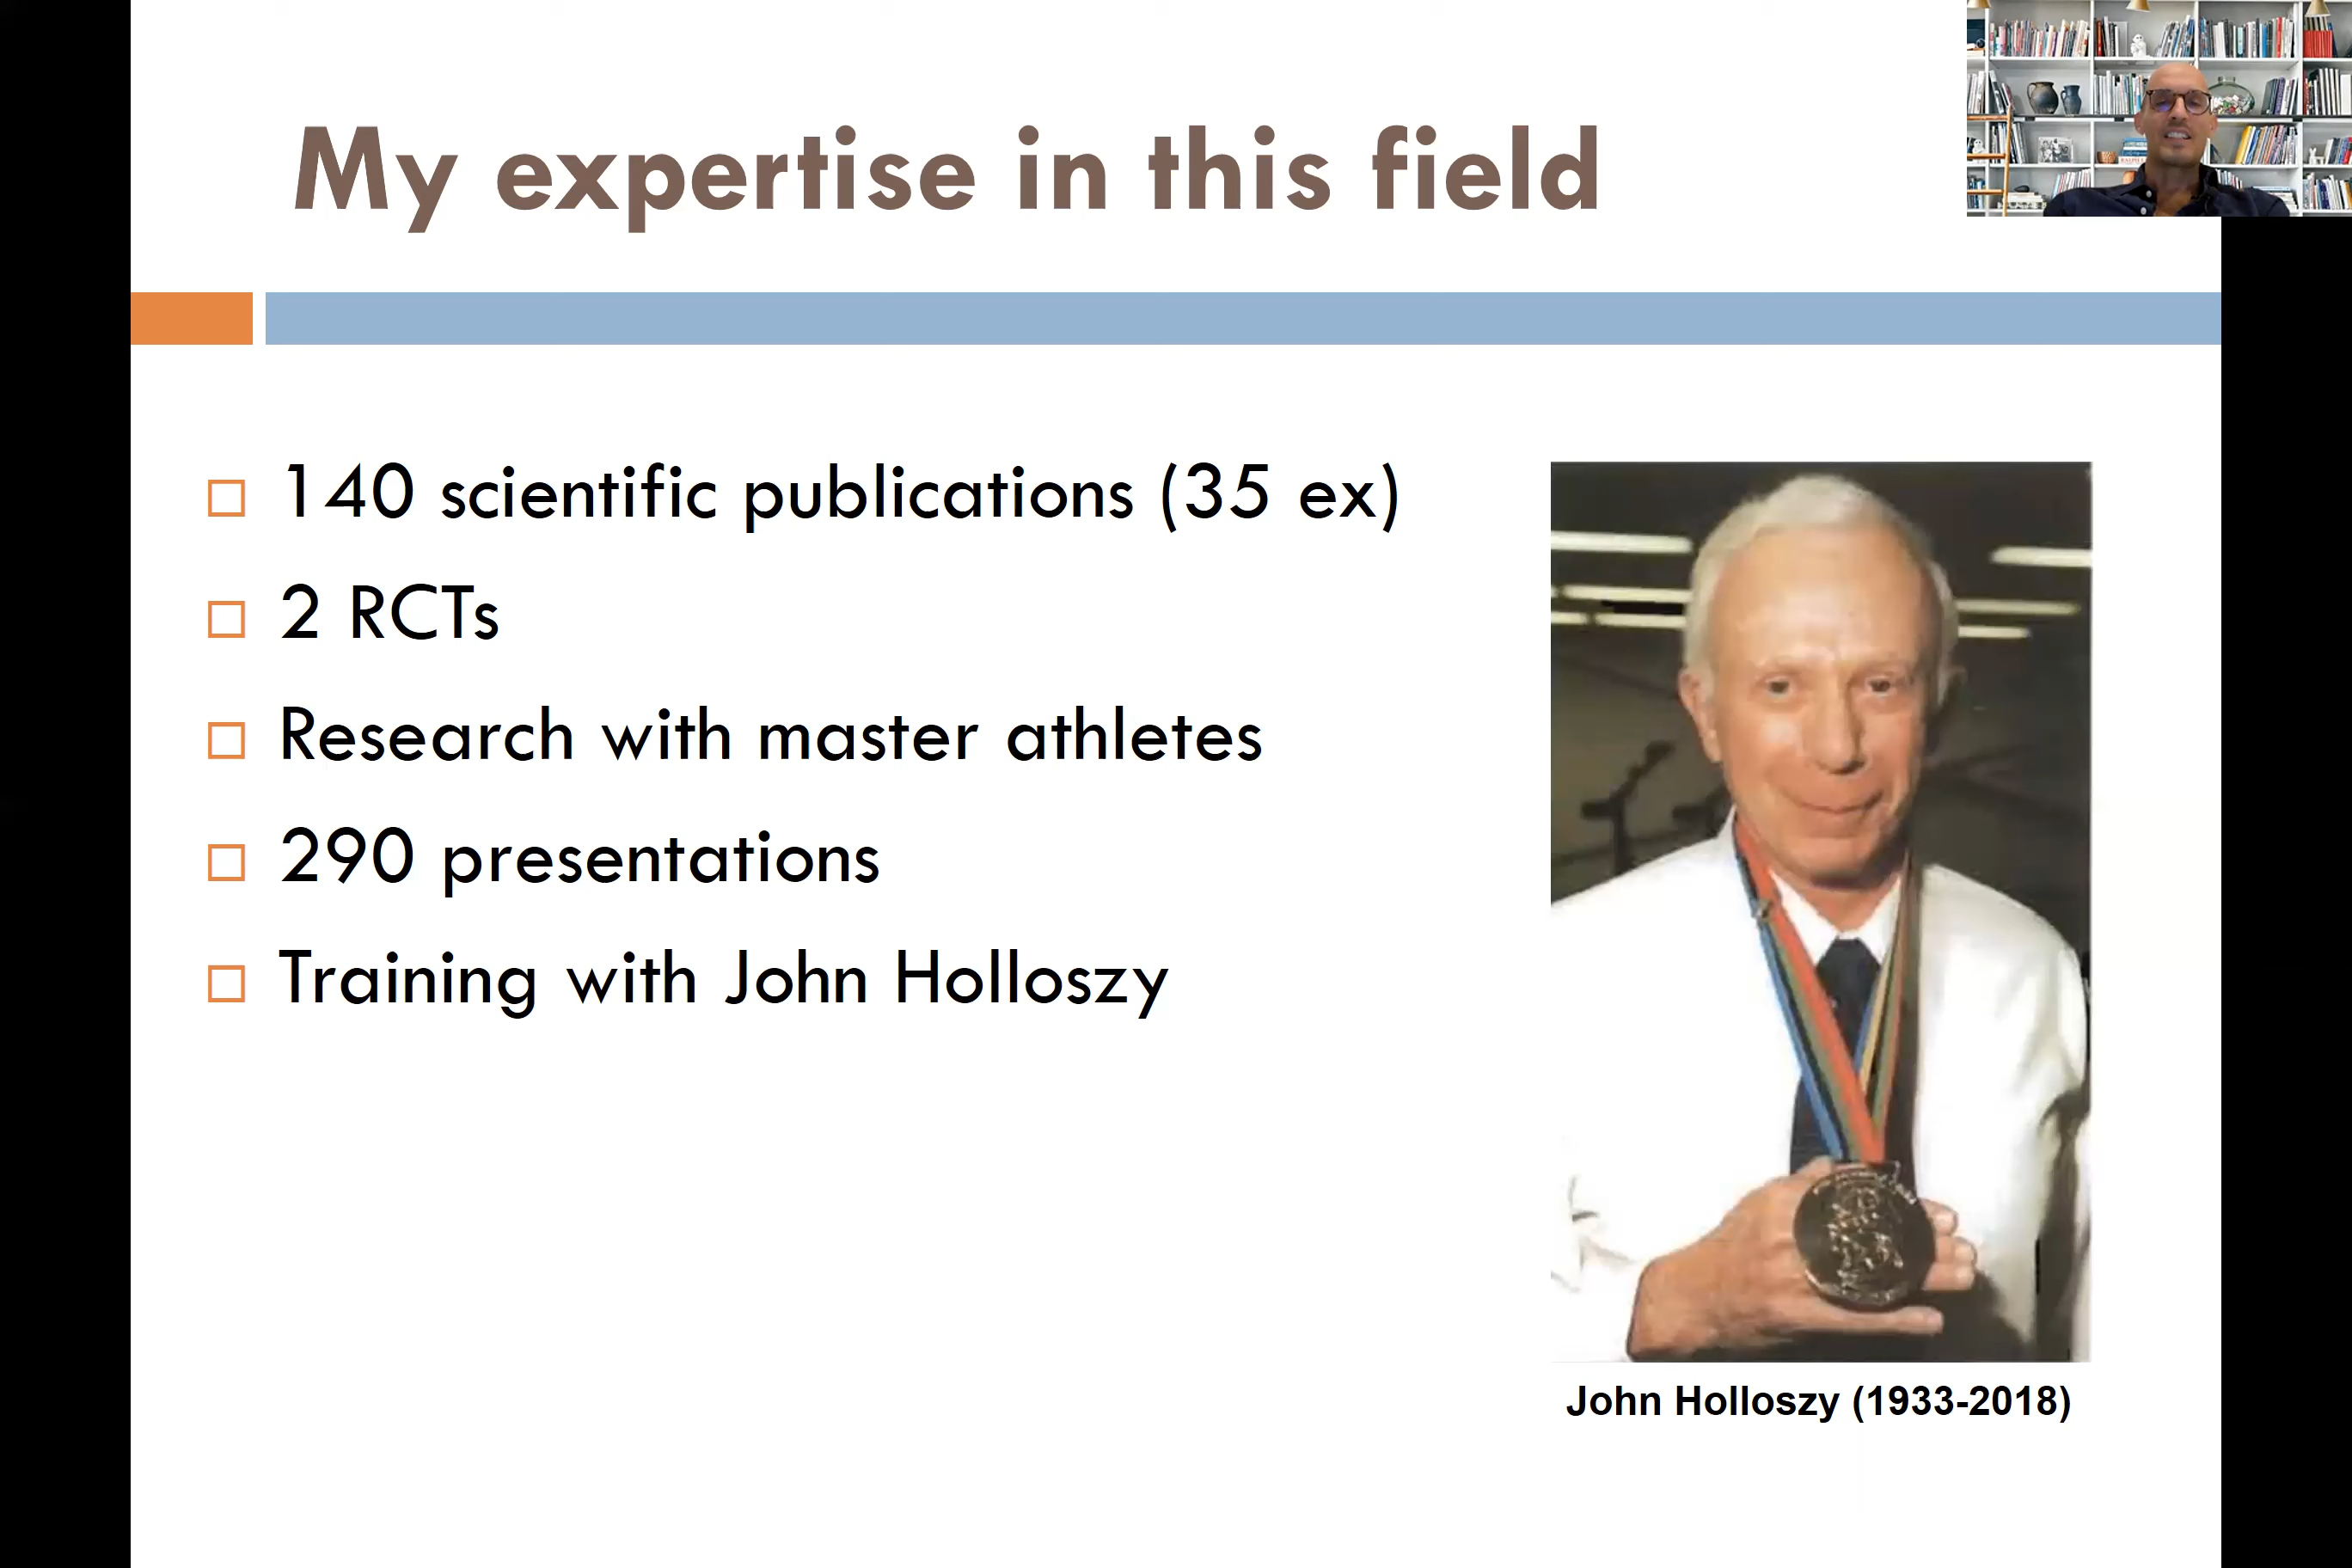 My expertise in this field
140 scientific publications (35 ex)
2 RCTs
Research with master athletes
290 presentations
Training with John Holloszy
John Holloszy (1933-2018)